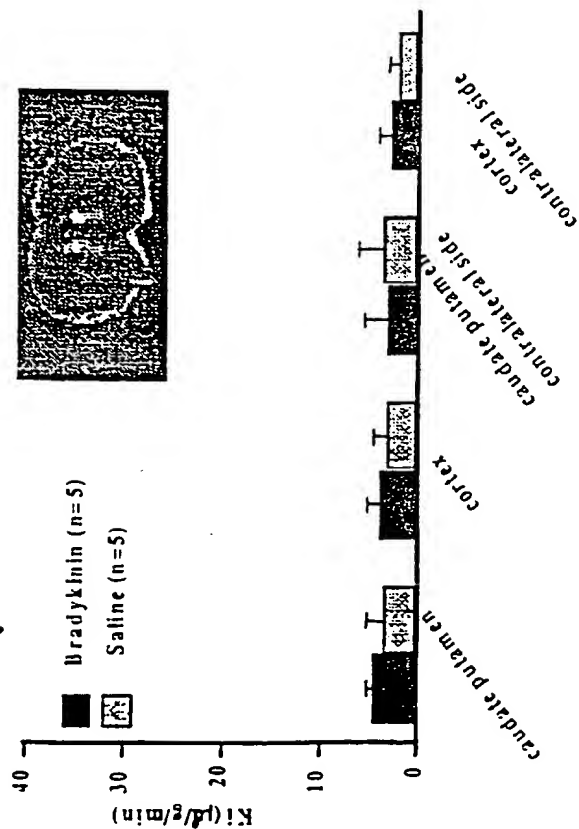 Bradykinin (n=5)
Saline (n=5)
Ki (μl/g/min)
40
30
20
10
0
caudate putamen
cortex
caudate putamen
contralateral side
cortex
contralateral side